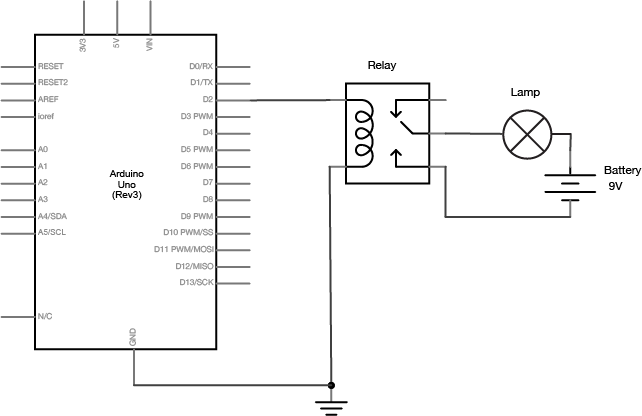 3V3
5V
VIN
RESET
RESET2
AREF
ioref
A0
A1
A2
A3
A4/SDA
A5/SCL
N/C
Arduino
Uno
(Rev3)
D0/RX
D1/TX
D2
D3 PWM
D4
D5 PWM
D6 PWM
D7
D8
D9 PWM
D10 PWM/SS
D11 PWM/MOSI
D12/MISO
D13/SCK
GND
Relay
Lamp
Battery
9V